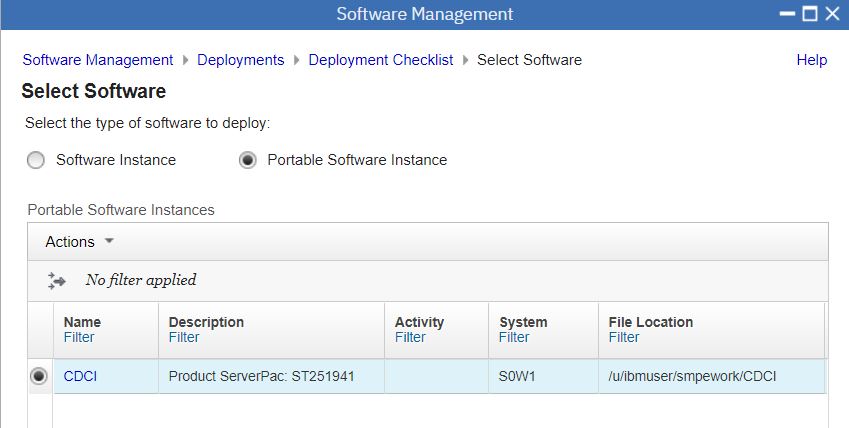 Software Management
Software Management Deployments Deployment Checklist Select Software Help
Select Software
Select the type of software to deploy:
Software Instance Portable Software Instance
Portable Software Instances
Actions
No filter applied
Name Description Activity System File Location
Filter Filter Filter Filter Filter
CDCI Product ServerPac: ST251941 S0W1 /u/ibmuser/smpework/CDCI